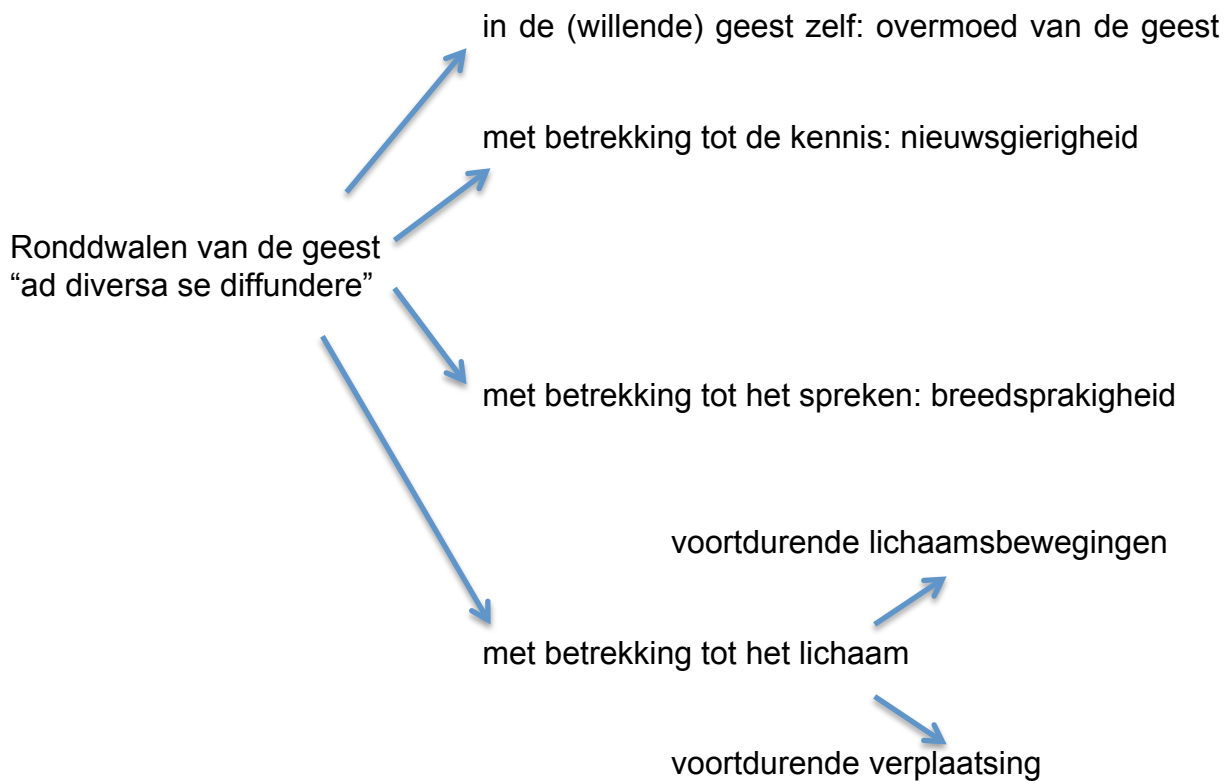 in de (willende) geest zelf: overmoed van de geest
met betrekking tot de kennis: nieuwsgierigheid
Ronddwalen van de geest
“ad diversa se diffundere”
met betrekking tot het spreken: breedsprakigheid
voortdurende lichaamsbewegingen
met betrekking tot het lichaam
voortdurende verplaatsing